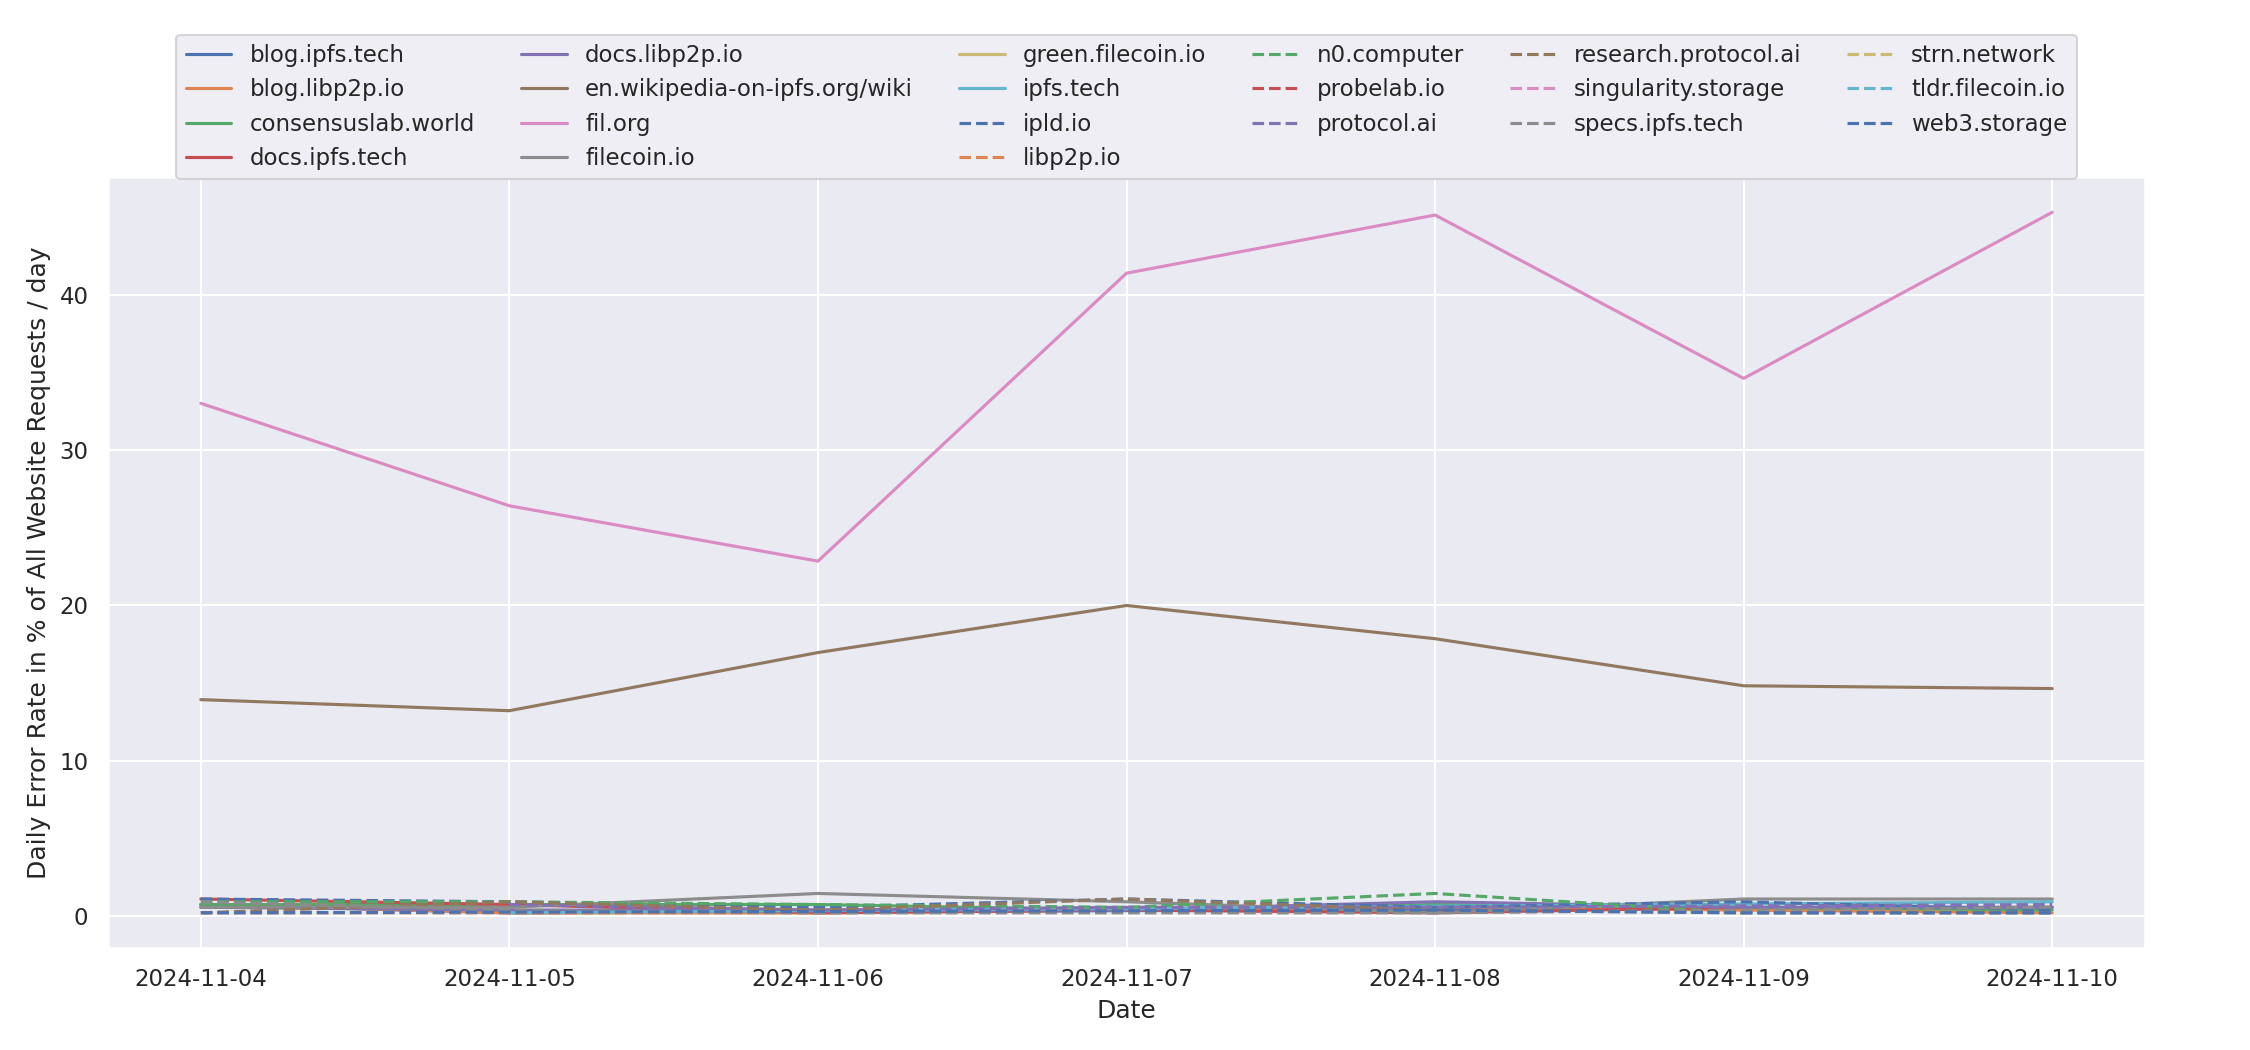 blog.ipfs.tech
blog.libp2p.io
consensuslab.world
docs.ipfs.tech
docs.libp2p.io
en.wikipedia-on-ipfs.org/wiki
fil.org
filecoin.io
green.filecoin.io
ipfs.tech
ipld.io
libp2p.io
n0.computer
probelab.io
protocol.ai
research.protocol.ai
singularity.storage
specs.ipfs.tech
strn.network
tldr.filecoin.io
web3.storage
Daily Error Rate in % of All Website Requests / day
40
30
20
10
0
2024-11-04 2024-11-05 2024-11-06 2024-11-07 2024-11-08 2024-11-09 2024-11-10
Date